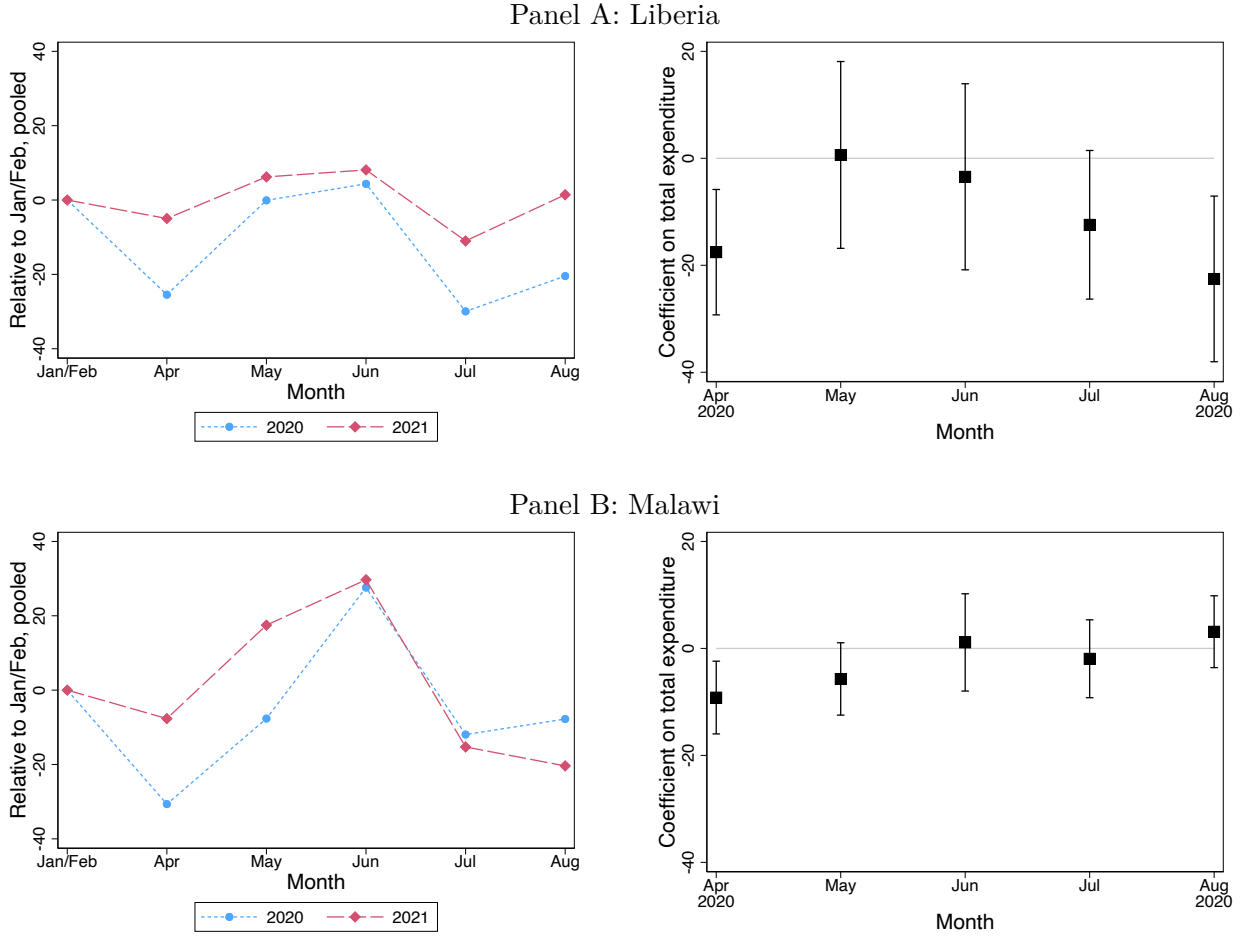 Panel A: Liberia
Relative to Jan/Feb, pooled
40
20
0
-20
-40
Jan/Feb Apr May Jun Jul Aug
Month
2020 2021
Coefficient on total expenditure
20
0
-20
-40
Apr May Jun Jul Aug
2020 2020
Month
Panel B: Malawi
Relative to Jan/Feb, pooled
40
20
0
-20
-40
Jan/Feb Apr May Jun Jul Aug
Month
2020 2021
Coefficient on total expenditure
20
0
-20
-40
Apr May Jun Jul Aug
2020 2020
Month